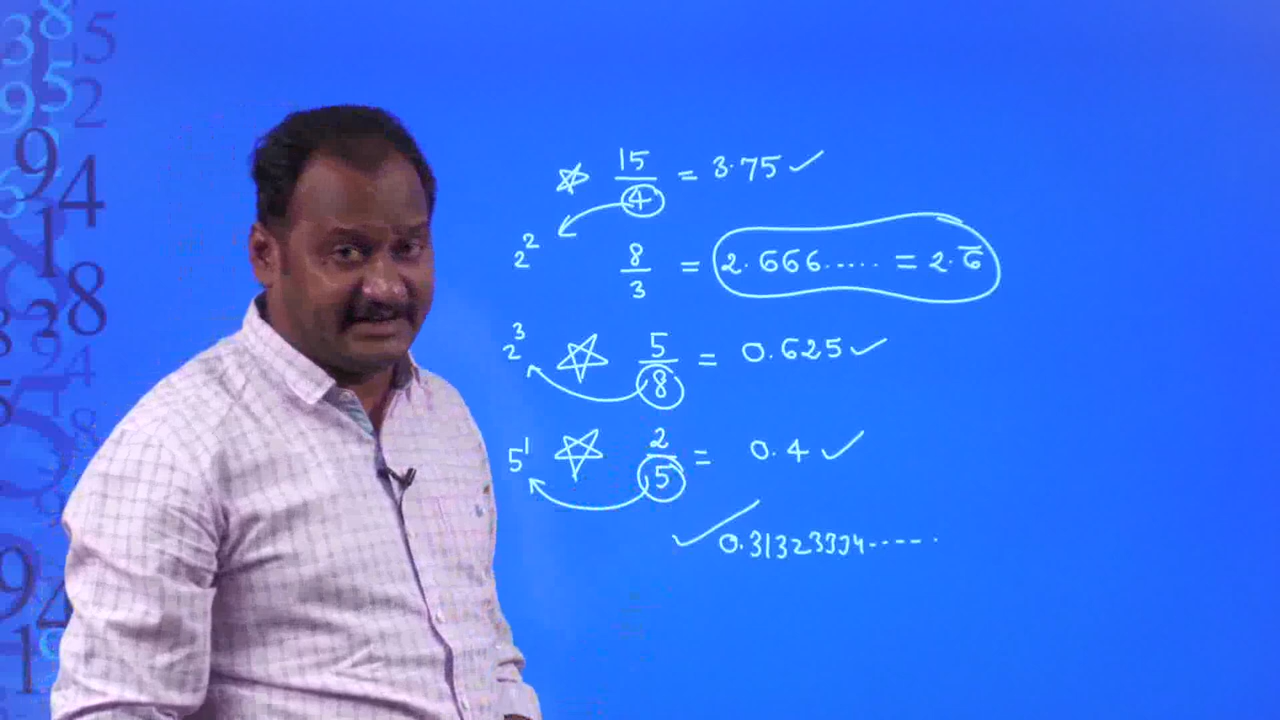 15/4 = 3.75 ✓
2² 8/3 = 2.666..... = 2.6̅
2³ 5/8 = 0.625 ✓
5¹ 2/5 = 0.4 ✓
✓ 0.31323334-----